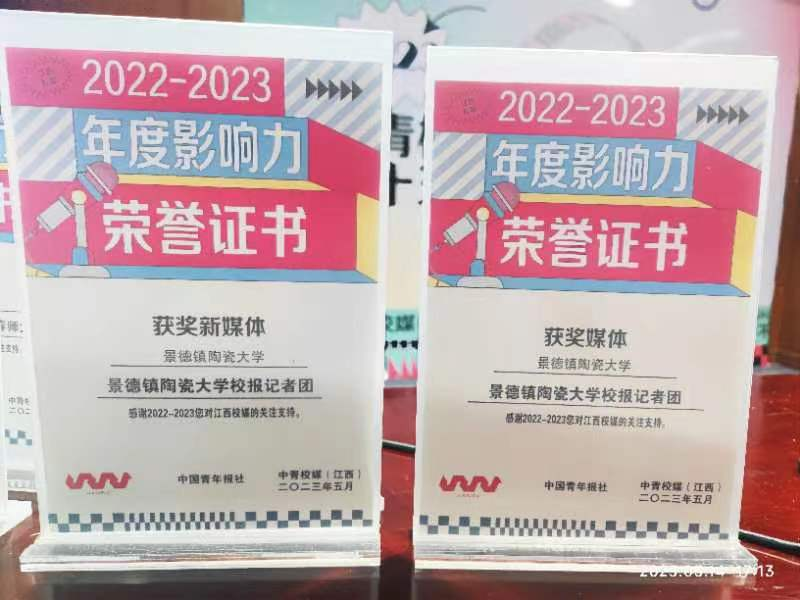 2022-2023
年度影响力
荣誉证书
获奖新媒体
景德镇陶瓷大学
景德镇陶瓷大学校报记者团
感谢2022-2023您对江西校媒的关注支持。
中国青年报社
中青校媒（江西）
二〇二三年五月
2022-2023
年度影响力
荣誉证书
获奖媒体
景德镇陶瓷大学
景德镇陶瓷大学校报记者团
感谢2022-2023您对江西校媒的关注支持。
中国青年报社
中青校媒（江西）
二〇二三年五月
青
校媒